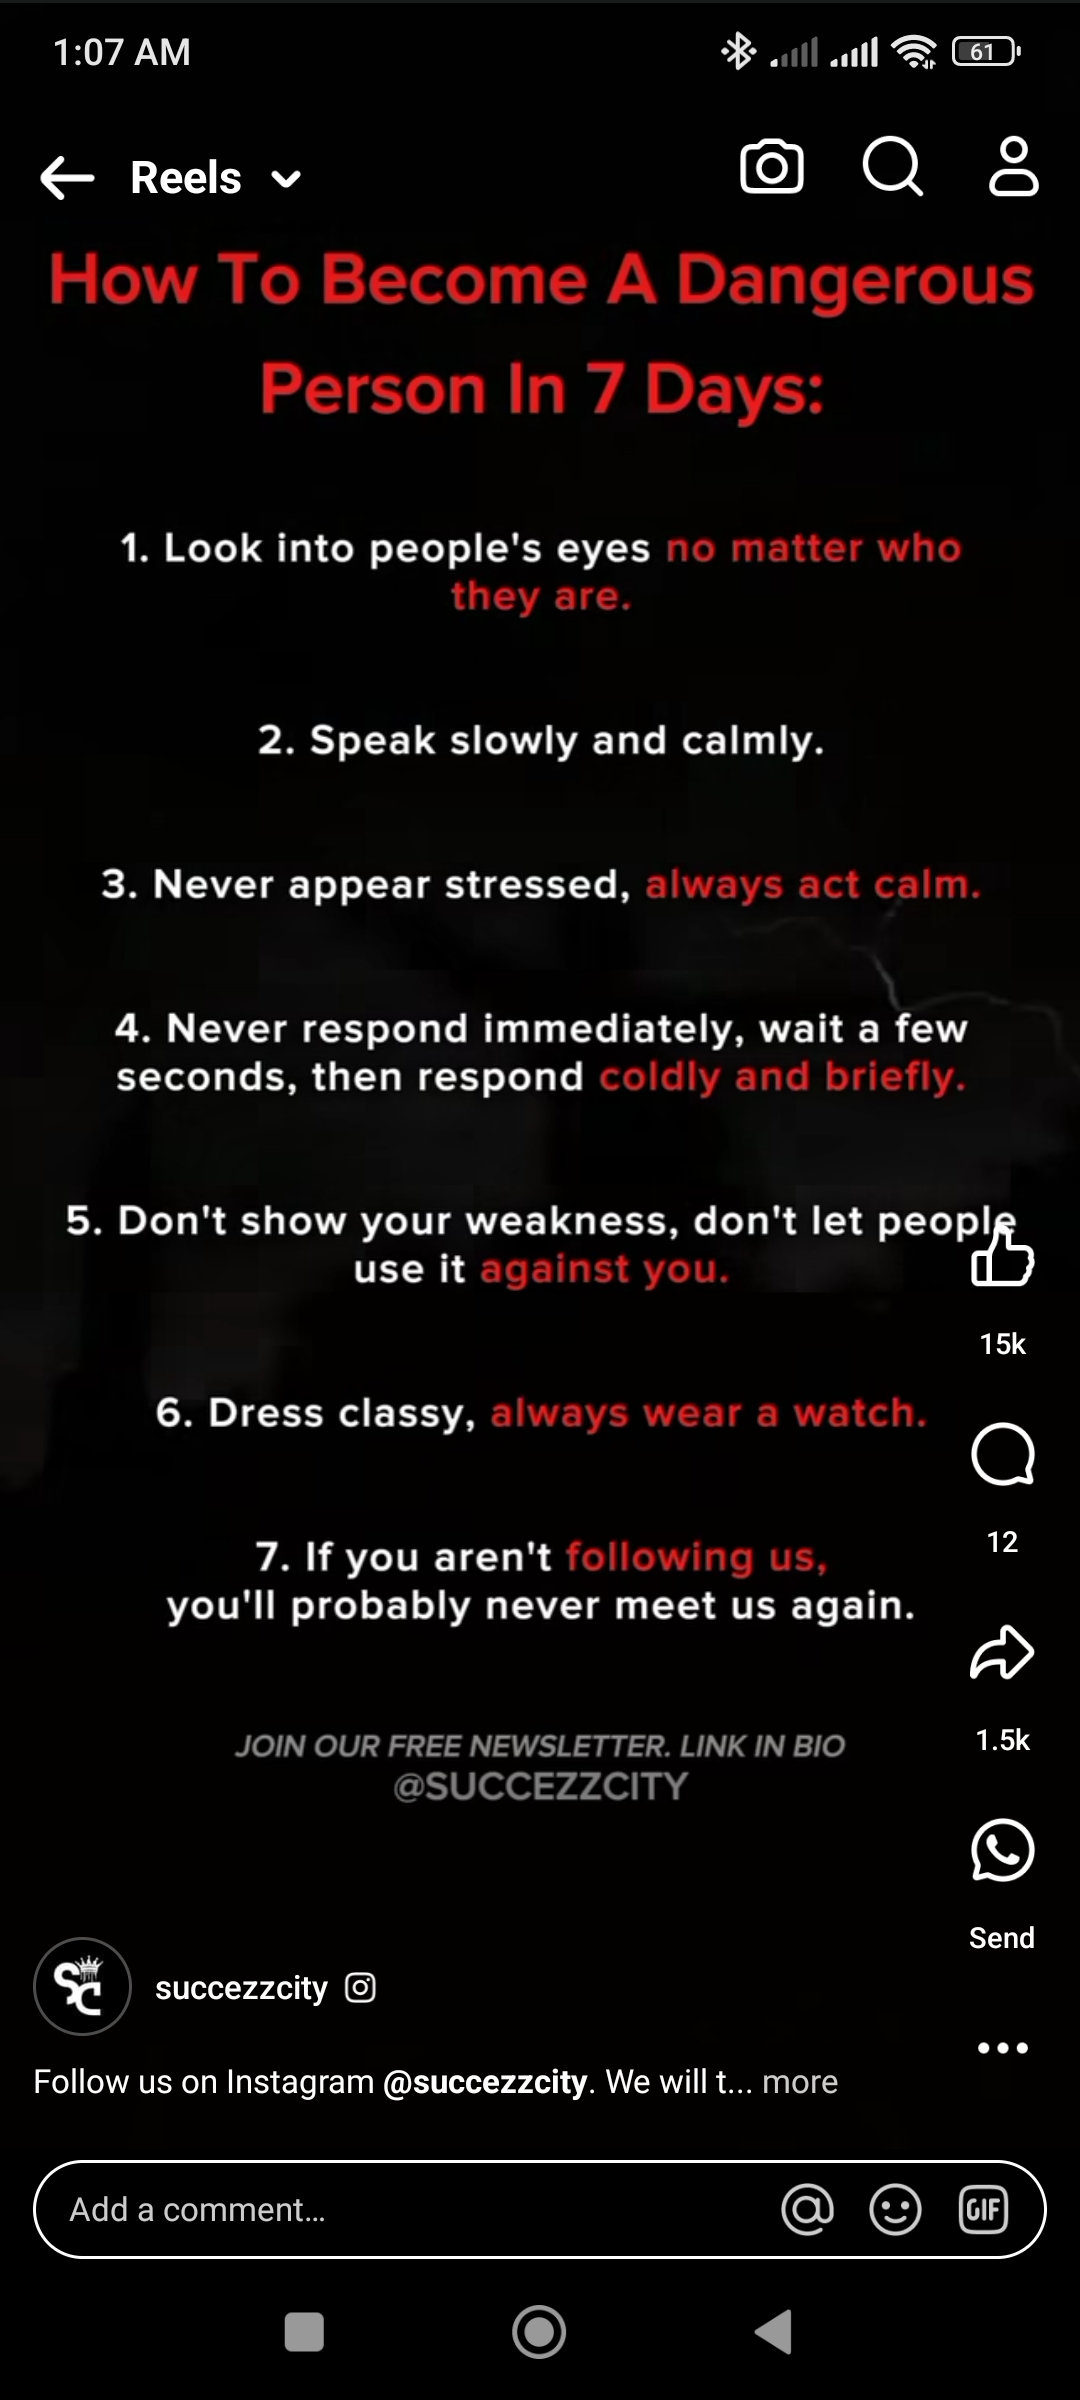 1:07 AM
61
Reels
How To Become A Dangerous
Person In 7 Days:
1. Look into people's eyes no matter who
they are.
2. Speak slowly and calmly.
3. Never appear stressed, always act calm.
4. Never respond immediately, wait a few
seconds, then respond coldly and briefly.
5. Don't show your weakness, don't let people
use it against you.
15k
6. Dress classy, always wear a watch.
12
7. If you aren't following us,
you'll probably never meet us again.
1.5k
JOIN OUR FREE NEWSLETTER. LINK IN BIO
@SUCCEZZCITY
Send
SC
succezzcity
Follow us on Instagram @succezzcity. We will t... more
Add a comment...
GIF